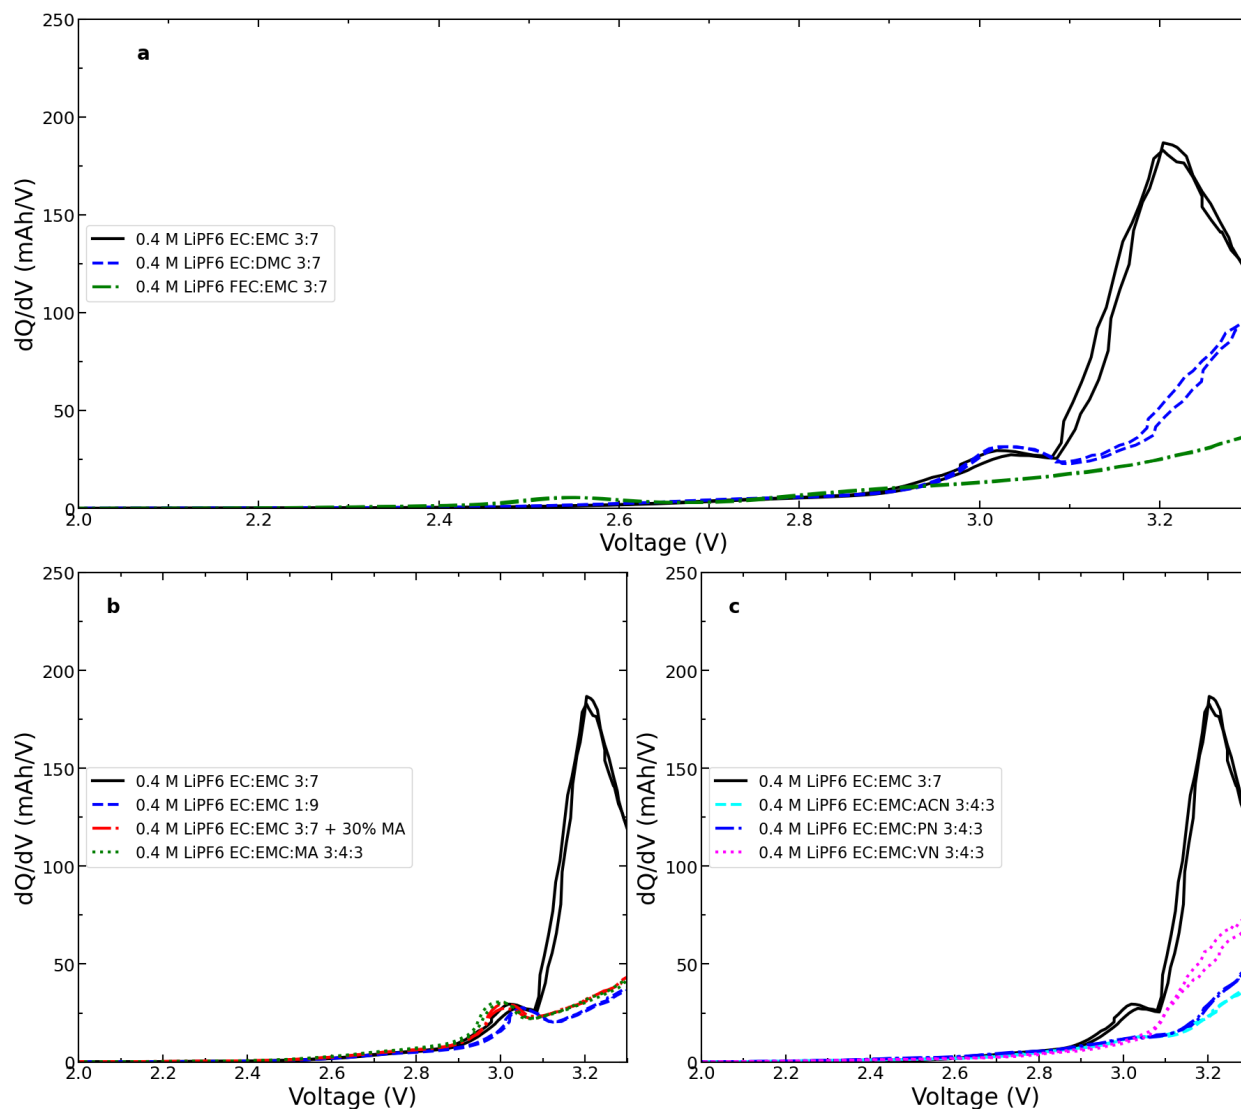 250
200
150
100
50
0
dQ/dV (mAh/V)
a
0.4 M LiPF6 EC:EMC 3:7
0.4 M LiPF6 EC:DMC 3:7
0.4 M LiPF6 FEC:EMC 3:7
2.0 2.2 2.4 2.6 2.8 3.0 3.2
Voltage (V)
250
200
150
100
50
0
dQ/dV (mAh/V)
b
0.4 M LiPF6 EC:EMC 3:7
0.4 M LiPF6 EC:EMC 1:9
0.4 M LiPF6 EC:EMC 3:7 + 30% MA
0.4 M LiPF6 EC:EMC:MA 3:4:3
2.0 2.2 2.4 2.6 2.8 3.0 3.2
Voltage (V)
250
200
150
100
50
0
dQ/dV (mAh/V)
c
0.4 M LiPF6 EC:EMC 3:7
0.4 M LiPF6 EC:EMC:ACN 3:4:3
0.4 M LiPF6 EC:EMC:PN 3:4:3
0.4 M LiPF6 EC:EMC:VN 3:4:3
2.0 2.2 2.4 2.6 2.8 3.0 3.2
Voltage (V)